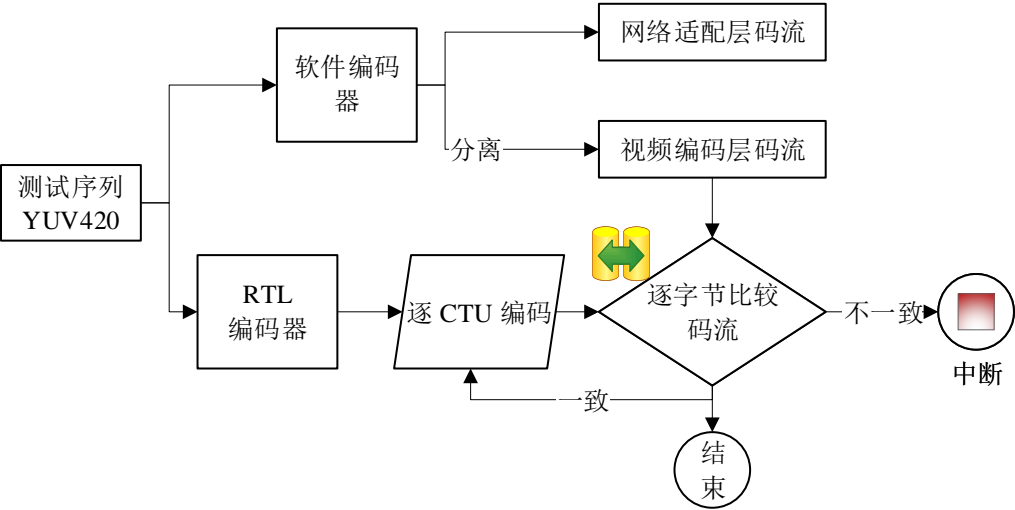 网络适配层码流
软件编码
器
分离
视频编码层码流
测试序列
YUV420
RTL
编码器
逐 CTU 编码
逐字节比较
码流
不一致
中断
一致
结
束